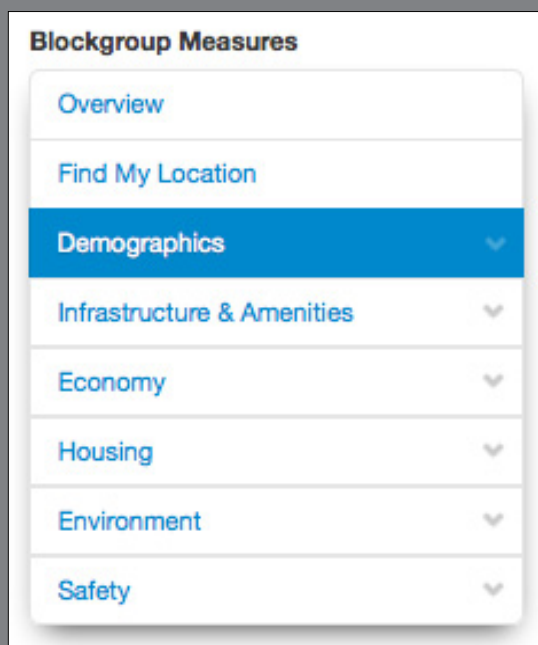 Blockgroup Measures
Overview
Find My Location
Demographics
Infrastructure & Amenities
Economy
Housing
Environment
Safety